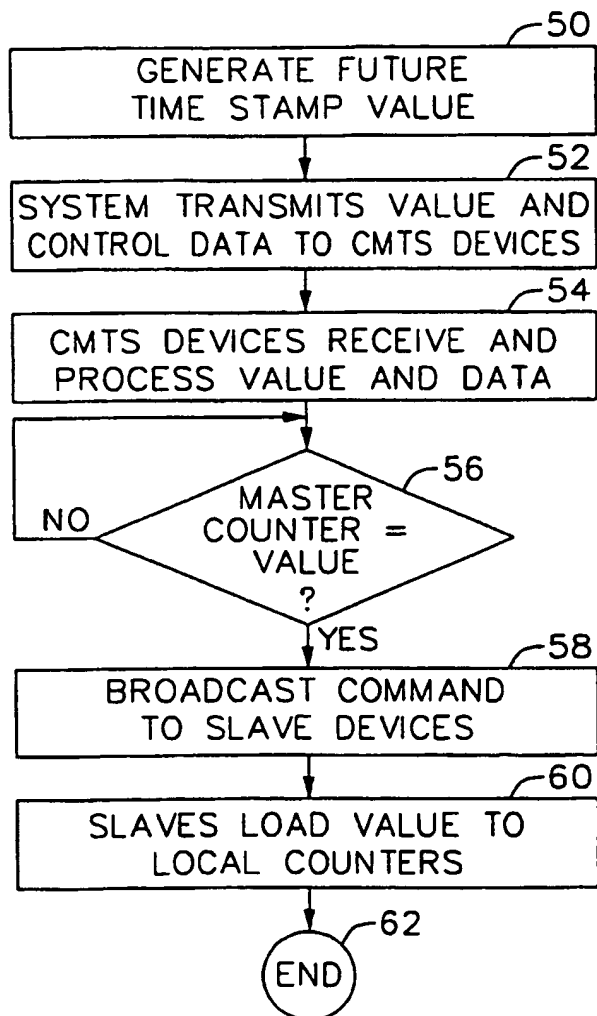 50
GENERATE FUTURE
TIME STAMP VALUE
52
SYSTEM TRANSMITS VALUE AND
CONTROL DATA TO CMTS DEVICES
54
CMTS DEVICES RECEIVE AND
PROCESS VALUE AND DATA
56
MASTER
COUNTER =
VALUE
?
NO
YES
58
BROADCAST COMMAND
TO SLAVE DEVICES
60
SLAVES LOAD VALUE TO
LOCAL COUNTERS
62
END